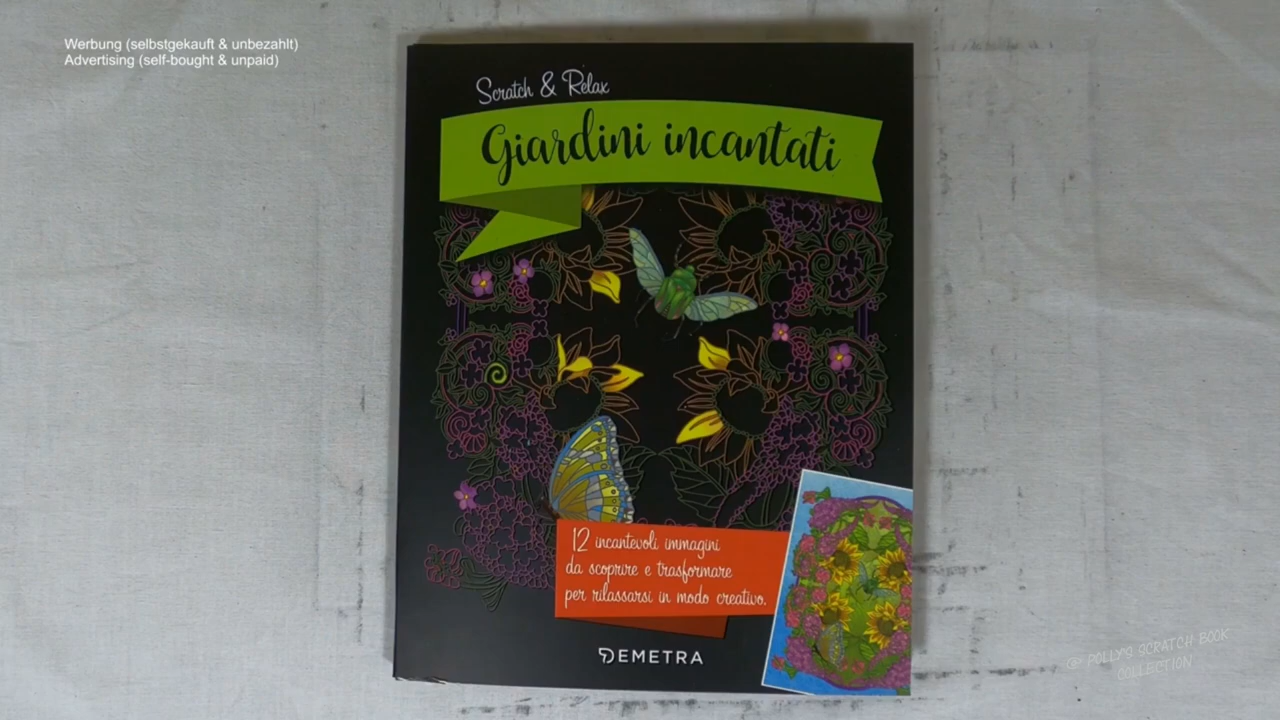 Werbung (selbstgekauft & unbezahlt)
Advertising (self-bought & unpaid)
Scratch & Relax
Giardini incantati
12 incantevoli immagini
da scoprire e trasformare
per rilassarsi in modo creativo.
DEMETRA
@ POLLY'S SCRATCH BOOK
COLLECTION